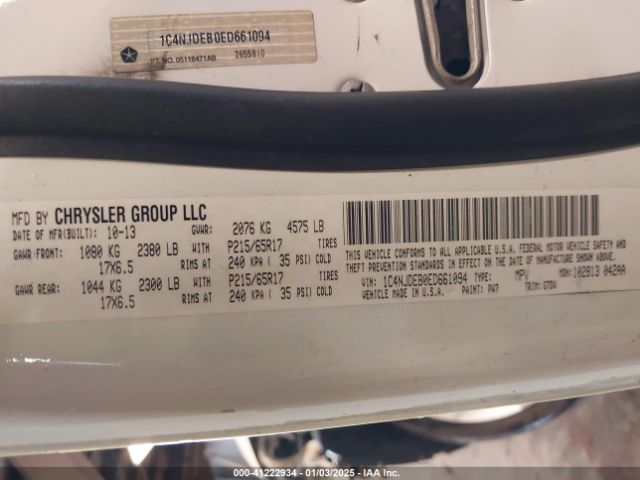 1C4NJDEB0ED661094
PT. NO. 05116471AB 2655810
MFD BY CHRYSLER GROUP LLC
DATE OF MFR(BUILT): 10-13 GVWR: 2076 KG 4575 LB
GAWR FRONT: 1080 KG 2380 LB WITH P215/65R17 TIRES
17X6.5 RIMS AT 240 KPA ( 35 PSI) COLD
GAWR REAR: 1044 KG 2300 LB WITH P215/65R17 TIRES
17X6.5 RIMS AT 240 KPA ( 35 PSI) COLD
THIS VEHICLE CONFORMS TO ALL APPLICABLE U.S.A. FEDERAL MOTOR VEHICLE SAFETY AND
THEFT PREVENTION STANDARDS IN EFFECT ON THE DATE OF MANUFACTURE SHOWN ABOVE.
VIN: 1C4NJDEB0ED661094 TYPE: MPV MDH: 102813 042AA
VEHICLE MADE IN U.S.A. PAINT: PW7 TRIM:
000-41222934 - 01/03/2025 - IAA Inc.